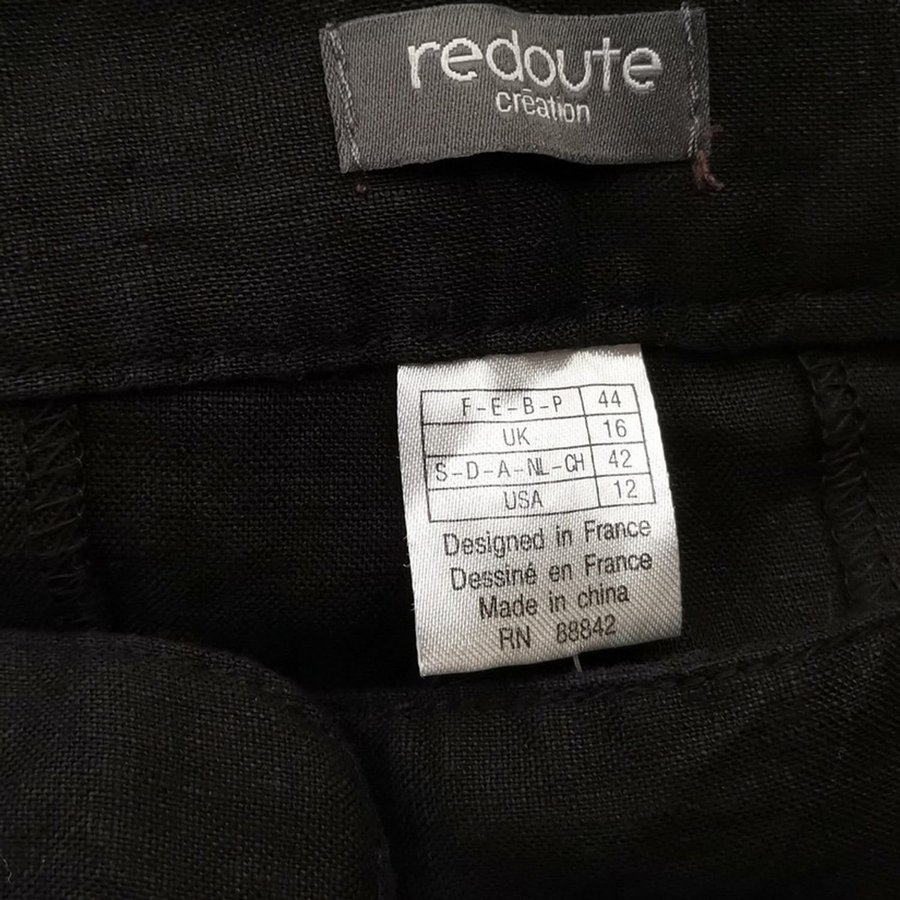 redoute
crēation
F-E-B-P 44
UK 16
S-D-A-NL-CH 42
USA 12
Designed in France
Dessiné en France
Made in china
RN 88842